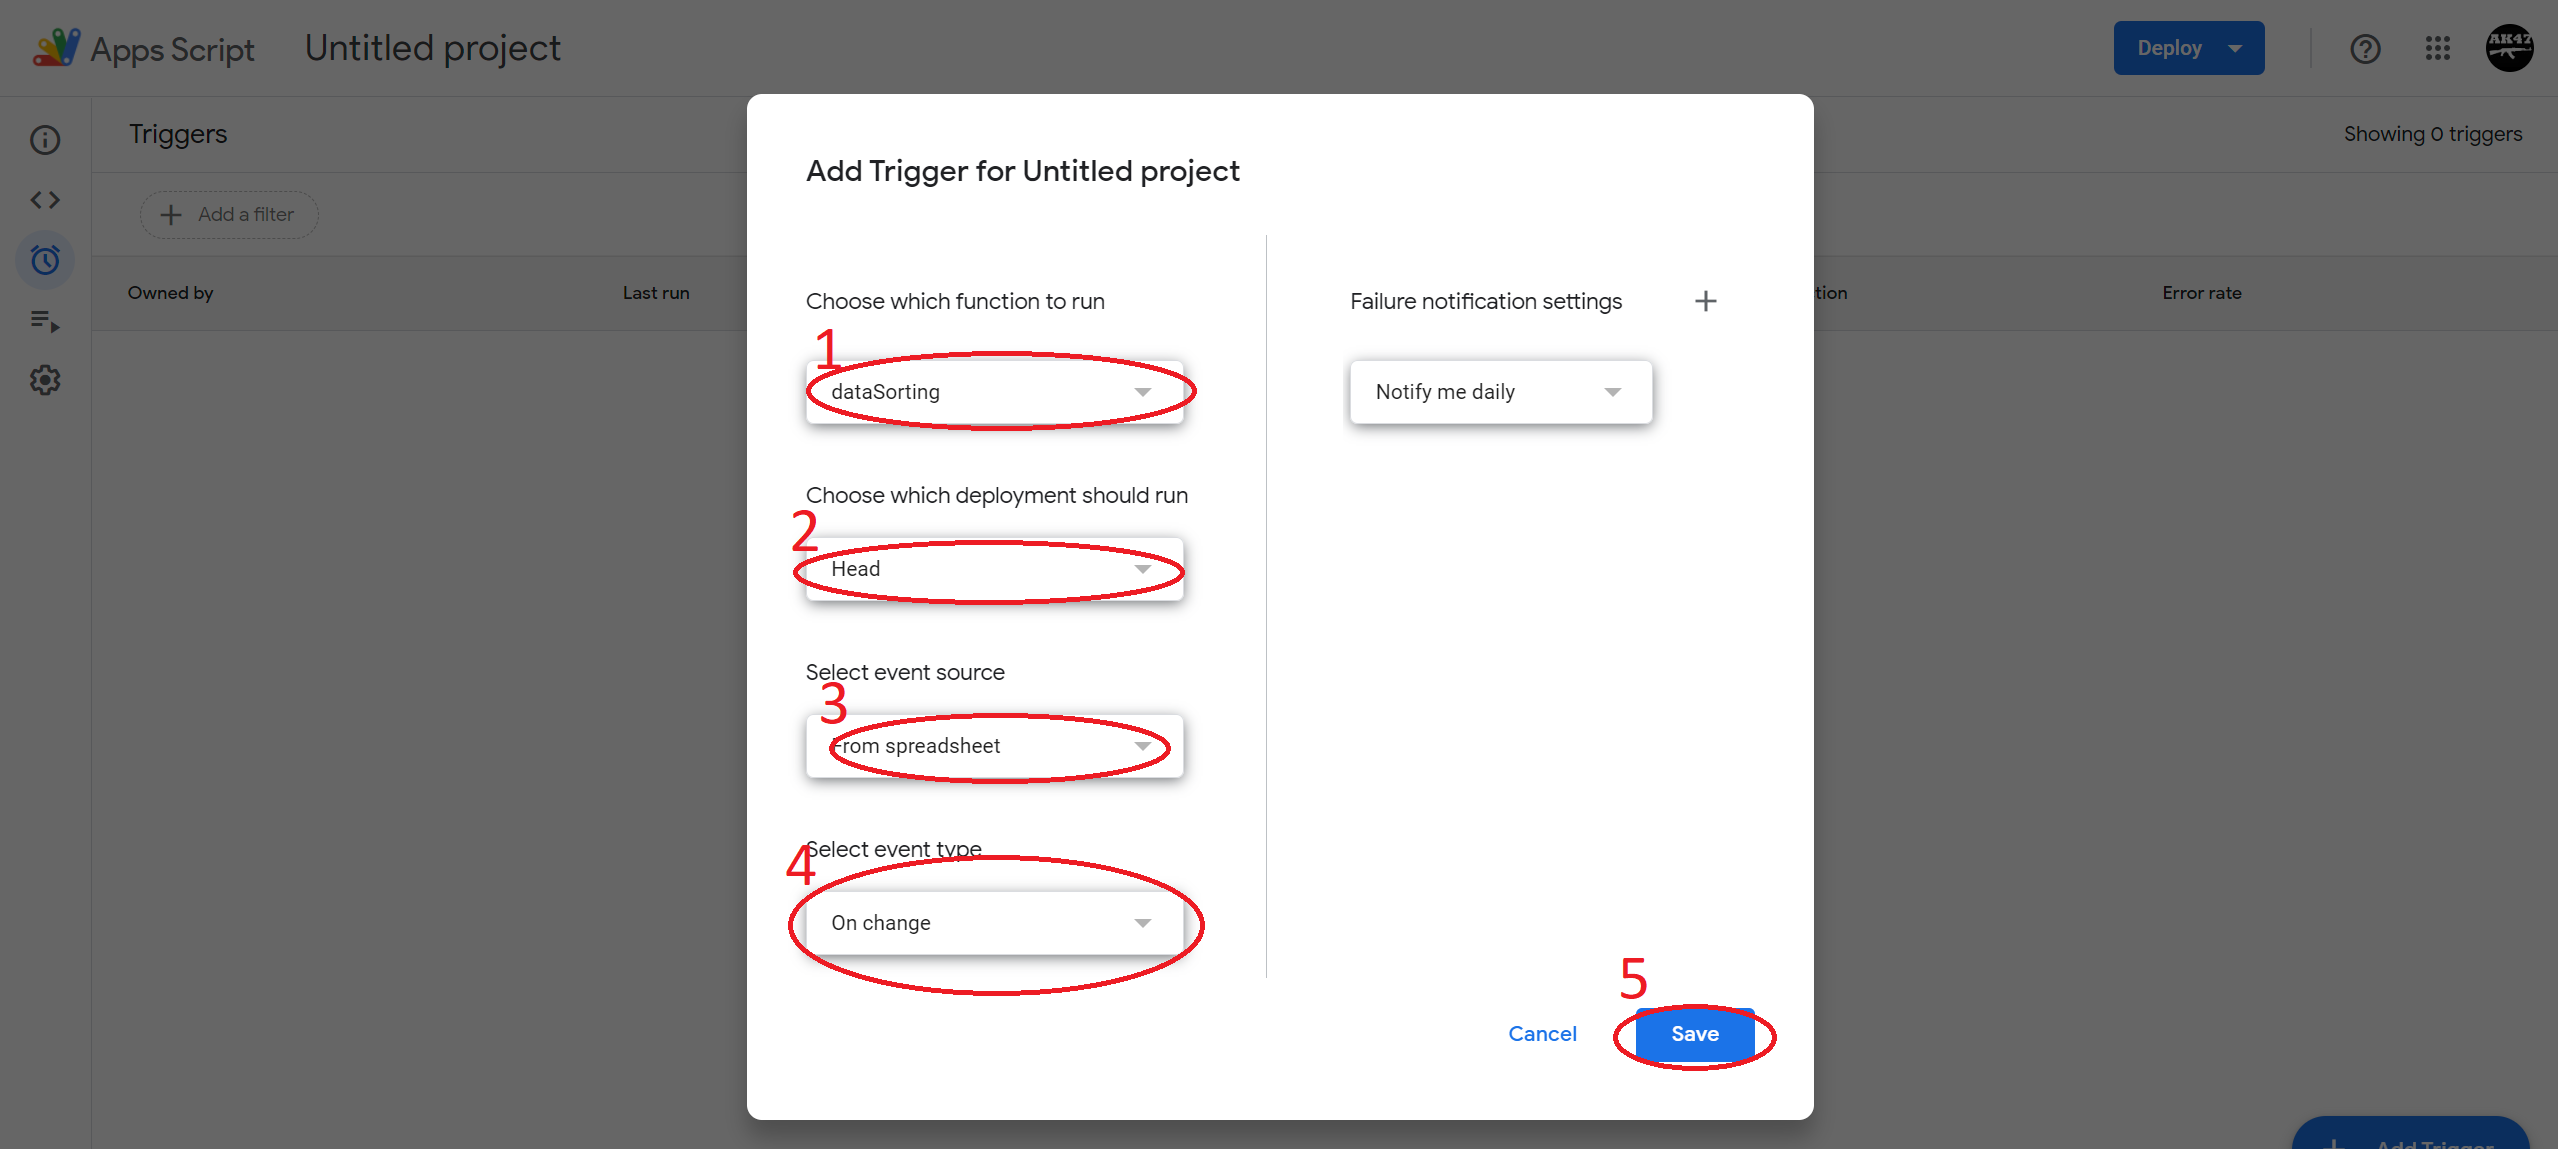 Apps Script
Untitled project
Deploy
AK47
Triggers
Showing 0 triggers
Add a filter
Owned by
Last run
tion
Error rate
Add Trigger for Untitled project
Choose which function to run
1
dataSorting
Choose which deployment should run
2
Head
Select event source
3
From spreadsheet
Select event type
4
On change
Failure notification settings
Notify me daily
5
Cancel
Save
Add Trigger